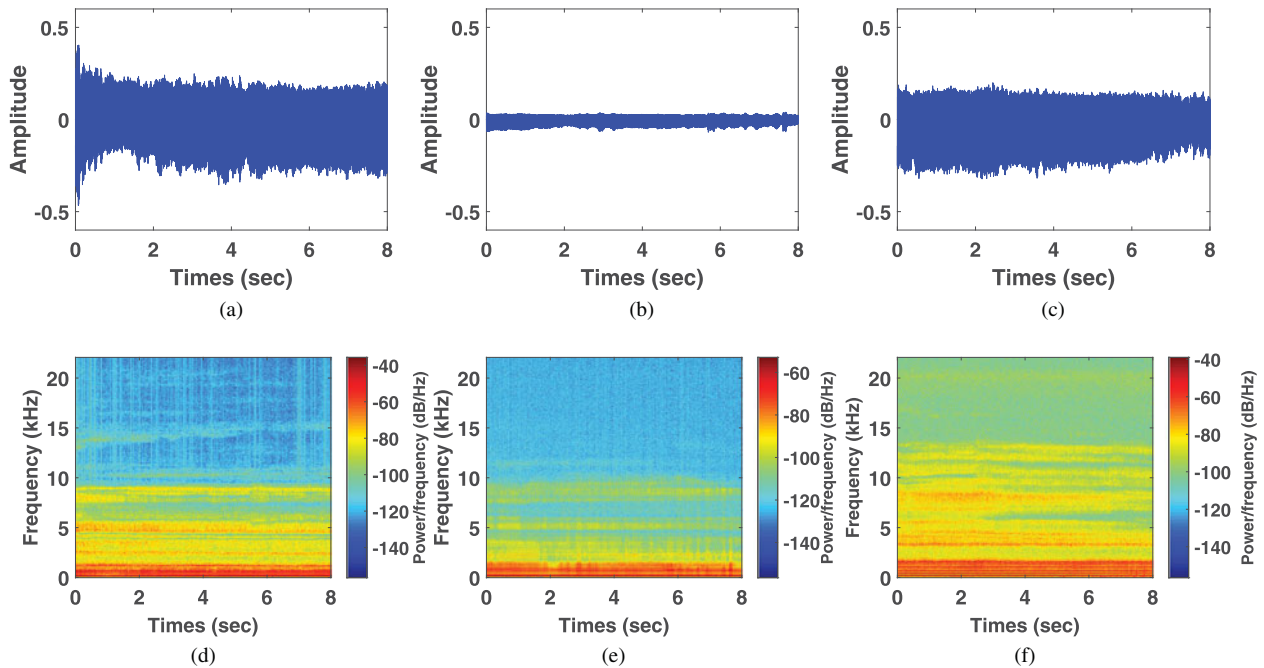 0.5
0
-0.5
Amplitude
0 2 4 6 8
Times (sec)
(a)
0.5
0
-0.5
Amplitude
0 2 4 6 8
Times (sec)
(b)
0.5
0
-0.5
Amplitude
0 2 4 6 8
Times (sec)
(c)
20
15
10
5
0
Frequency (kHz)
0 2 4 6 8
Times (sec)
-40
-60
-80
-100
-120
-140
Power/frequency (dB/Hz)
(d)
20
15
10
5
0
Frequency (kHz)
0 2 4 6 8
Times (sec)
-60
-80
-100
-120
-140
Power/frequency (dB/Hz)
(e)
20
15
10
5
0
Frequency (kHz)
0 2 4 6 8
Times (sec)
-40
-60
-80
-100
-120
-140
Power/frequency (dB/Hz)
(f)